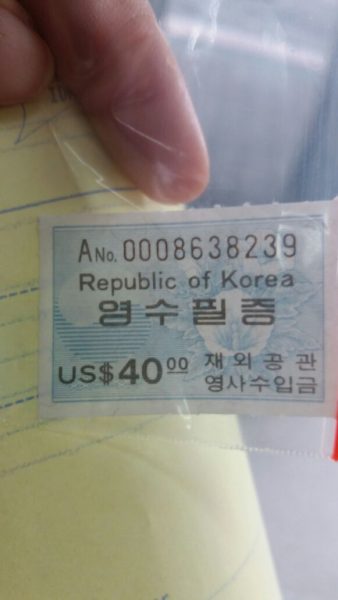 A No. 0008638239
Republic of Korea
영수필증
US$40.00 재외공관
영사수입금